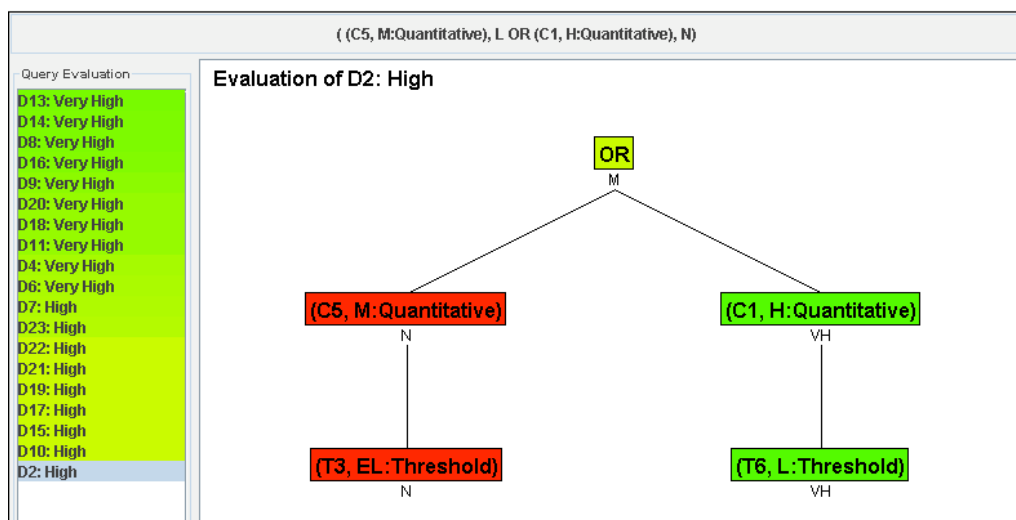 ( (C5, M:Quantitative), L OR (C1, H:Quantitative), N)
Query Evaluation
D13: Very High
D14: Very High
D8: Very High
D16: Very High
D9: Very High
D20: Very High
D18: Very High
D11: Very High
D4: Very High
D6: Very High
D7: High
D23: High
D22: High
D21: High
D19: High
D17: High
D15: High
D10: High
D2: High
Evaluation of D2: High
OR
M
(C5, M:Quantitative)
(C1, H:Quantitative)
N
VH
(T3, EL:Threshold)
(T6, L:Threshold)
N
VH